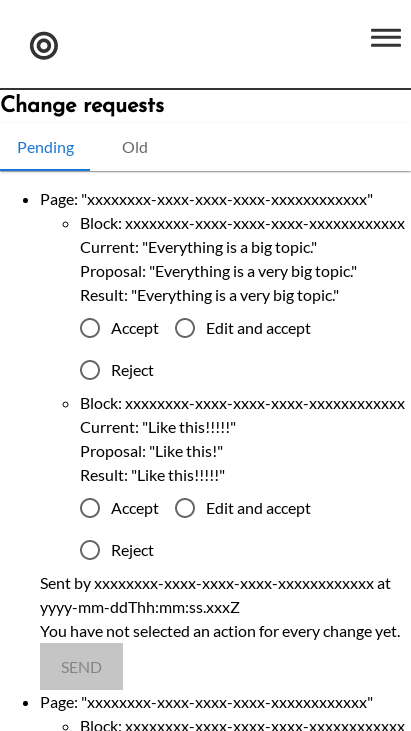 Change requests
Pending Old
Page: "xxxxxxxx-xxxx-xxxx-xxxx-xxxxxxxxxxxx"
Block: xxxxxxxx-xxxx-xxxx-xxxx-xxxxxxxxxxxx
Current: "Everything is a big topic."
Proposal: "Everything is a very big topic."
Result: "Everything is a very big topic."
Accept Edit and accept
Reject
Block: xxxxxxxx-xxxx-xxxx-xxxx-xxxxxxxxxxxx
Current: "Like this!!!!!"
Proposal: "Like this!"
Result: "Like this!!!!!"
Accept Edit and accept
Reject
Sent by xxxxxxxx-xxxx-xxxx-xxxx-xxxxxxxxxxxx at
yyyy-mm-ddThh:mm:ss.xxxZ
You have not selected an action for every change yet.
SEND
Page: "xxxxxxxx-xxxx-xxxx-xxxx-xxxxxxxxxxxx"
Block: xxxxxxxx-xxxx-xxxx-xxxx-xxxxxxxxxxxx